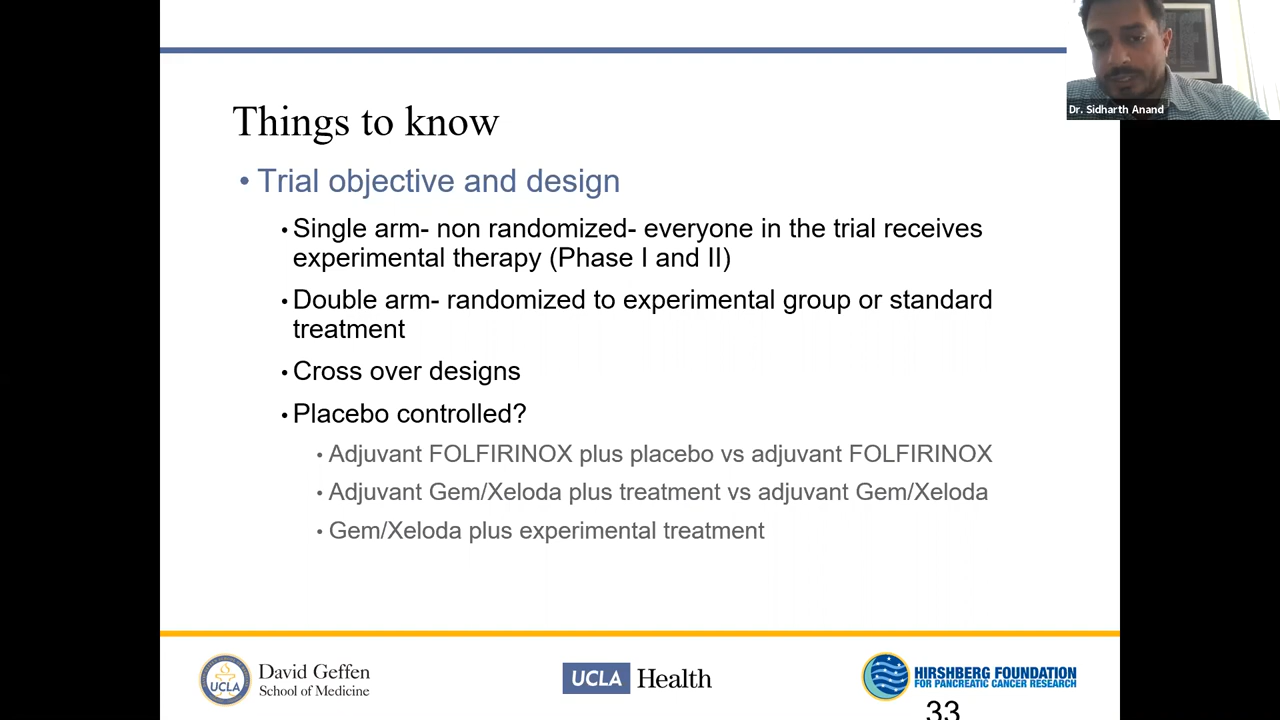 Dr. Sidharth Anand
Things to know
• Trial objective and design
• Single arm- non randomized- everyone in the trial receives
experimental therapy (Phase I and II)
• Double arm- randomized to experimental group or standard
treatment
• Cross over designs
• Placebo controlled?
• Adjuvant FOLFIRINOX plus placebo vs adjuvant FOLFIRINOX
• Adjuvant Gem/Xeloda plus treatment vs adjuvant Gem/Xeloda
• Gem/Xeloda plus experimental treatment
UCLA
David Geffen
School of Medicine
UCLA Health
HIRSHBERG FOUNDATION
FOR PANCREATIC CANCER RESEARCH
33